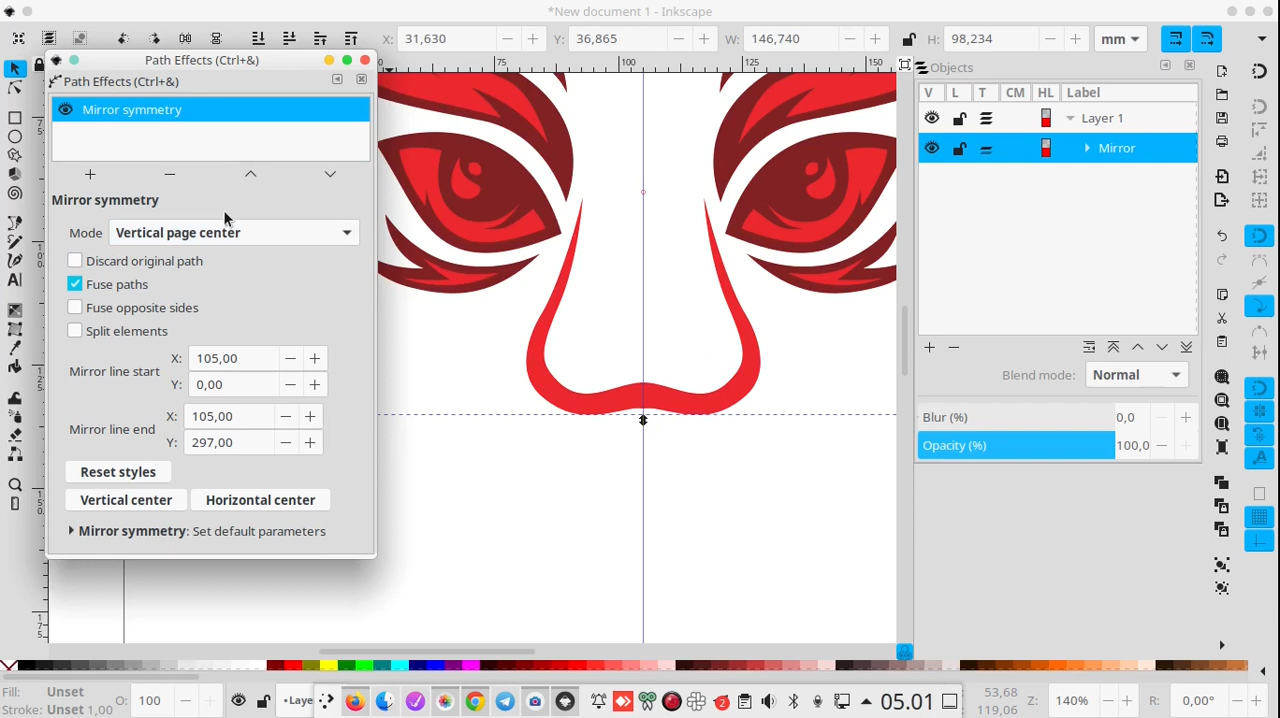 *New document 1 - Inkscape
X: 31,630 Y: 36,865 W: 146,740 H: 98,234 mm
Path Effects (Ctrl+&)
Path Effects (Ctrl+&)
Mirror symmetry
Mirror symmetry
Mode Vertical page center
Discard original path
Fuse paths
Fuse opposite sides
Split elements
Mirror line start X: 105,00
Y: 0,00
Mirror line end X: 105,00
Y: 297,00
Reset styles
Vertical center Horizontal center
Mirror symmetry: Set default parameters
75 100 125 150
Objects
V L T CM HL Label
Layer 1
Mirror
Blend mode: Normal
Blur (%) 0,0
Opacity (%) 100,0
Fill: Unset
Stroke: Unset 1,00
O: 100
05.01
53,68
119,06
Z: 140% R: 0,00°